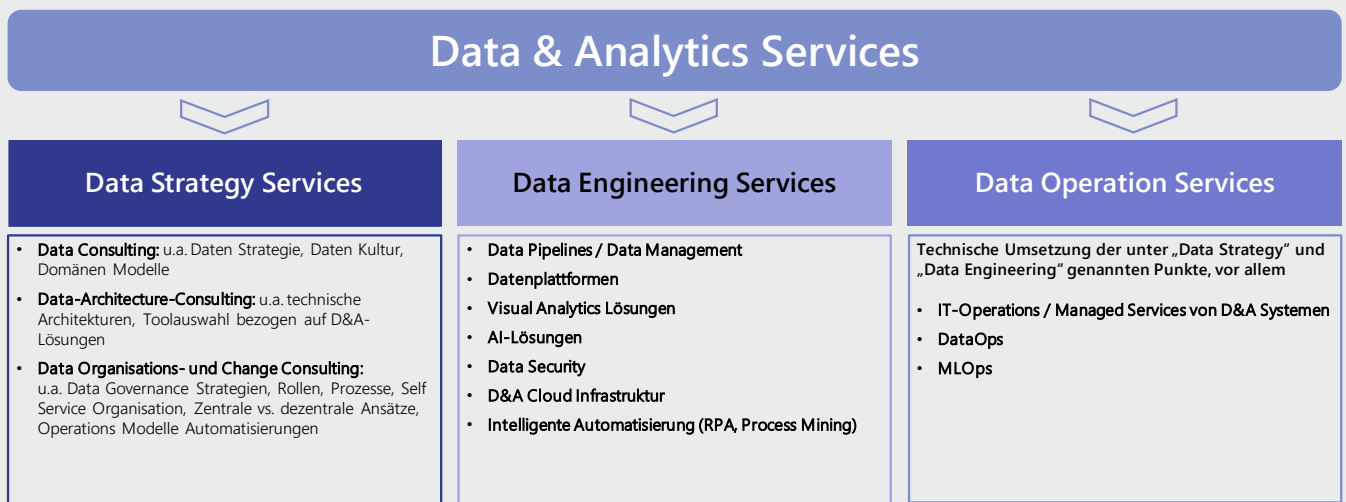 Data & Analytics Services
Data Strategy Services
• Data Consulting: u.a. Daten Strategie, Daten Kultur,
Domänen Modelle
• Data-Architecture-Consulting: u.a. technische
Architekturen, Toolauswahl bezogen auf D&A-
Lösungen
• Data Organisations- und Change Consulting:
u.a. Data Governance Strategien, Rollen, Prozesse, Self
Service Organisation, Zentrale vs. dezentrale Ansätze,
Operations Modelle Automatisierungen
Data Engineering Services
• Data Pipelines / Data Management
• Datenplattformen
• Visual Analytics Lösungen
• AI-Lösungen
• Data Security
• D&A Cloud Infrastruktur
• Intelligente Automatisierung (RPA, Process Mining)
Data Operation Services
Technische Umsetzung der unter „Data Strategy“ und
„Data Engineering“ genannten Punkte, vor allem
• IT-Operations / Managed Services von D&A Systemen
• DataOps
• MLOps